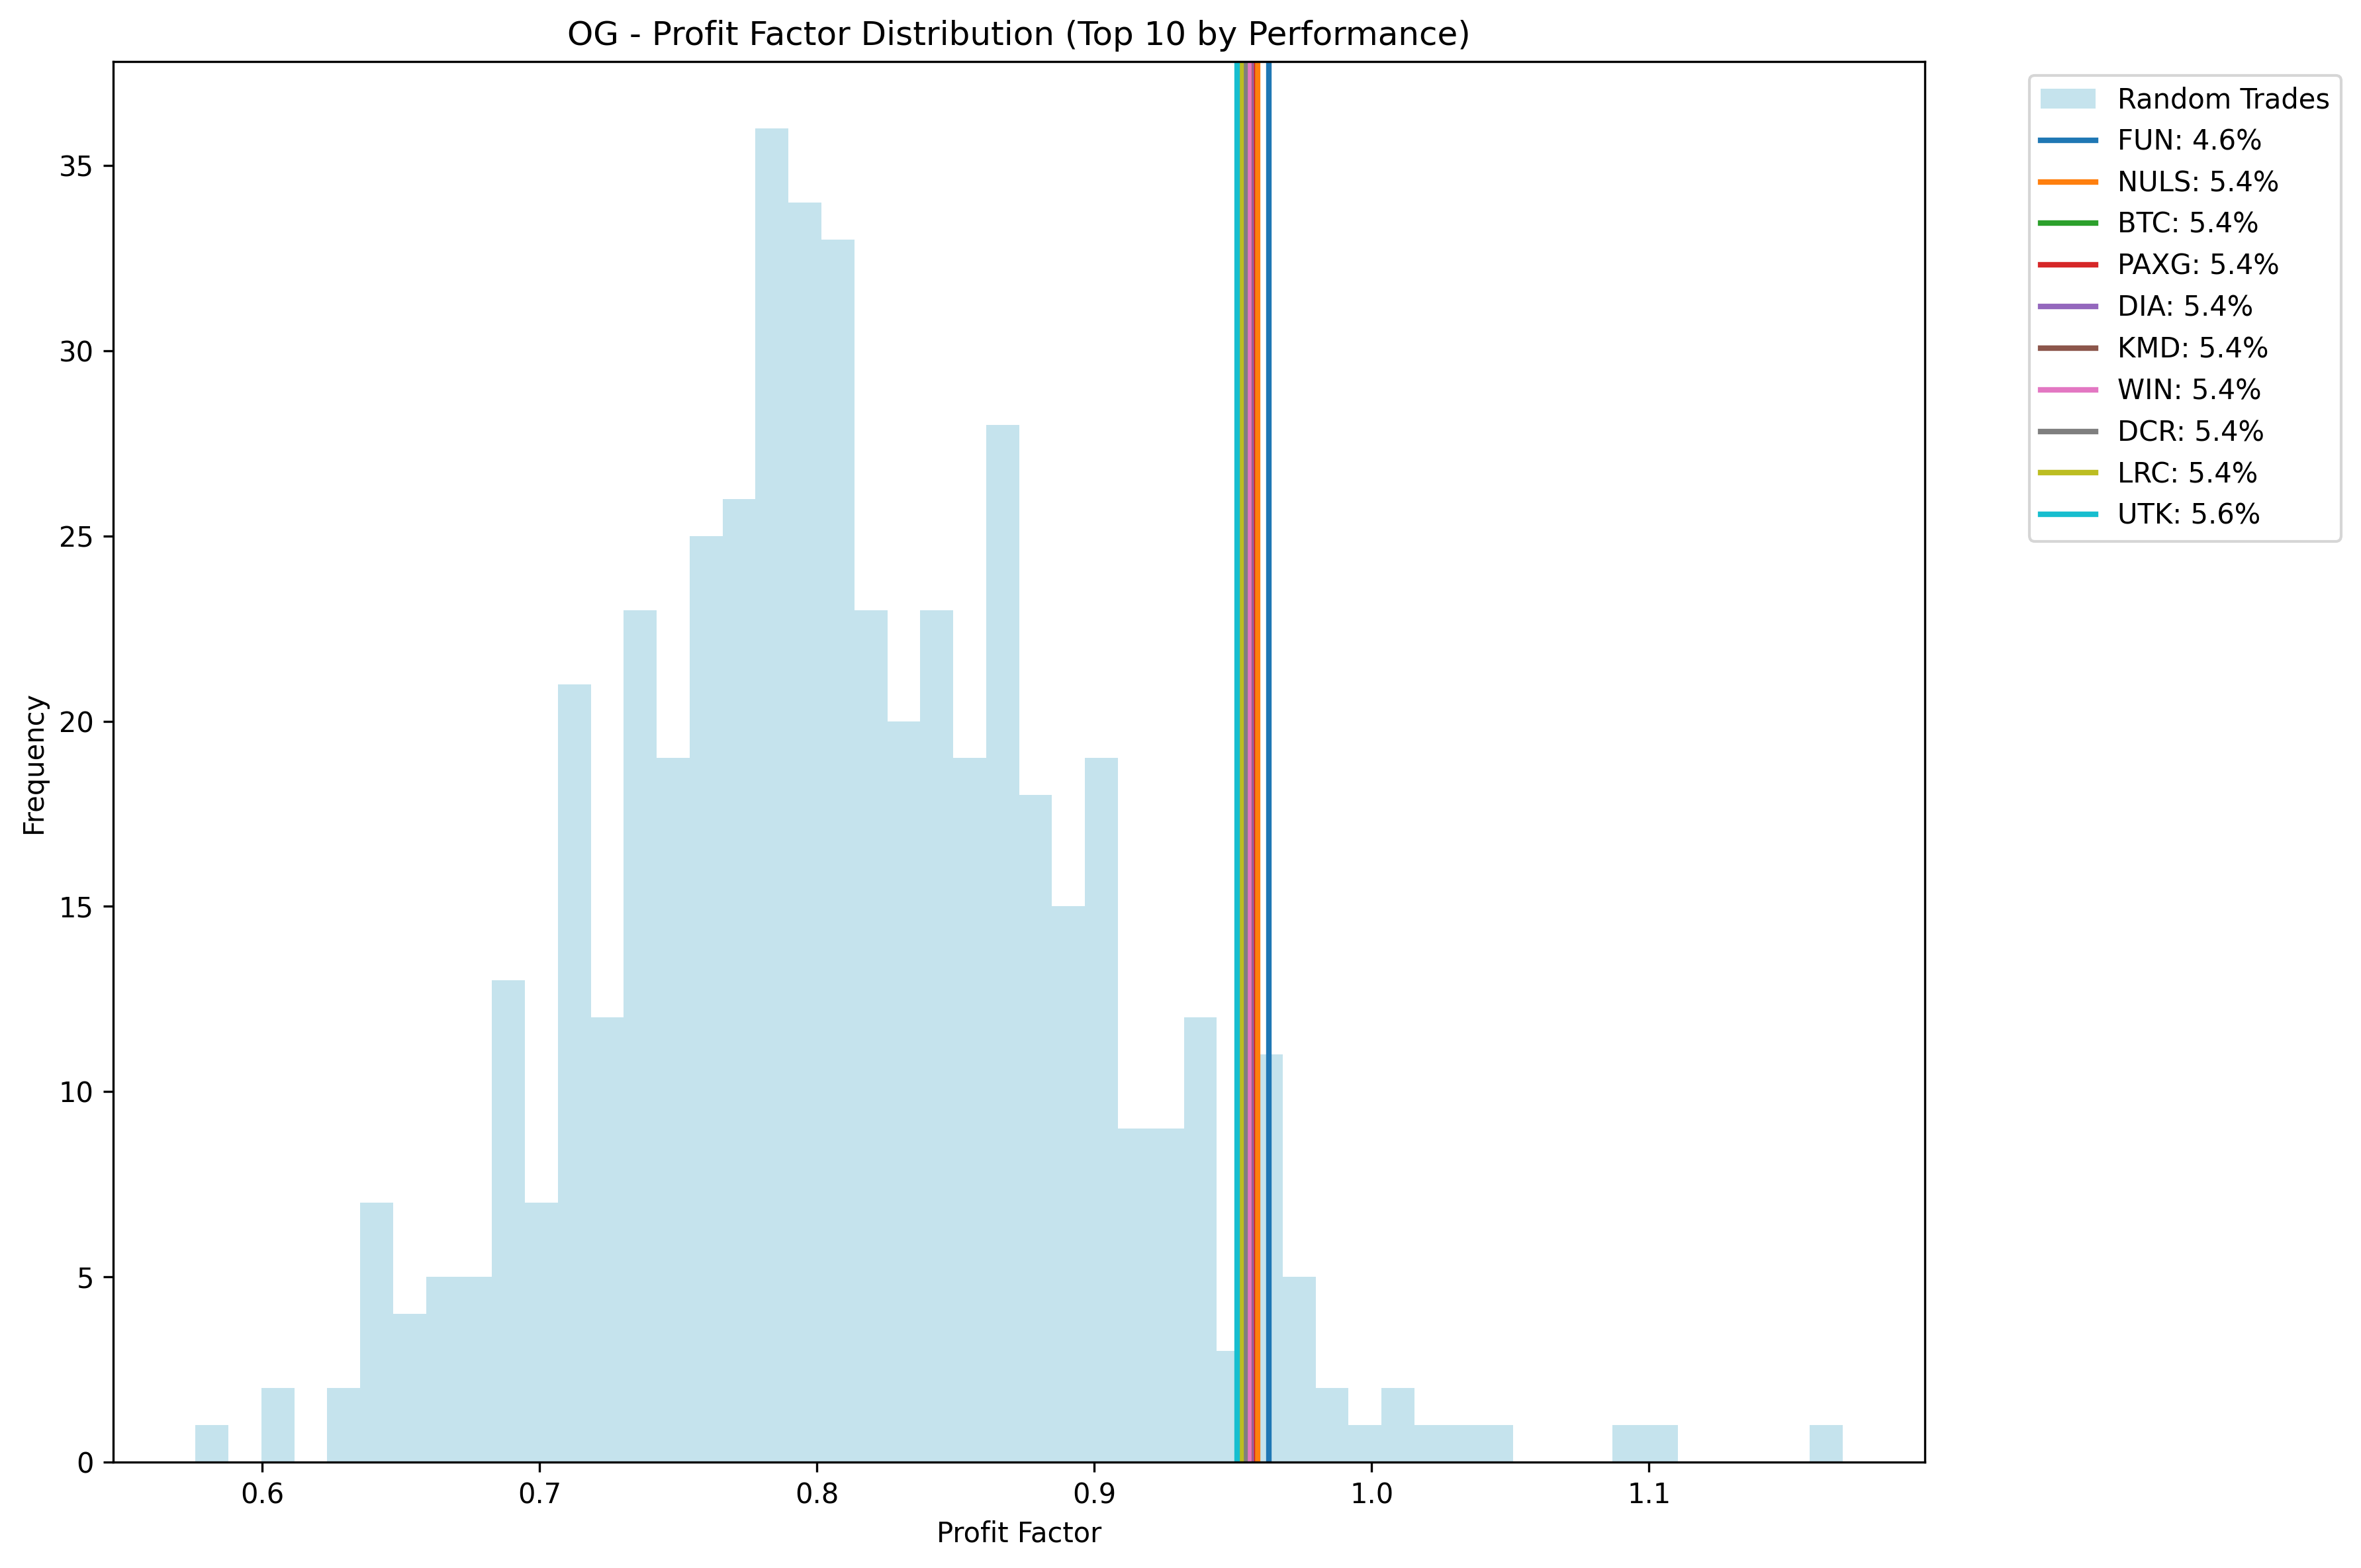 OG - Profit Factor Distribution (Top 10 by Performance)
Random Trades
FUN: 4.6%
NULS: 5.4%
BTC: 5.4%
PAXG: 5.4%
DIA: 5.4%
KMD: 5.4%
WIN: 5.4%
DCR: 5.4%
LRC: 5.4%
UTK: 5.6%
Frequency
35
30
25
20
15
10
5
0
0.6 0.7 0.8 0.9 1.0 1.1
Profit Factor